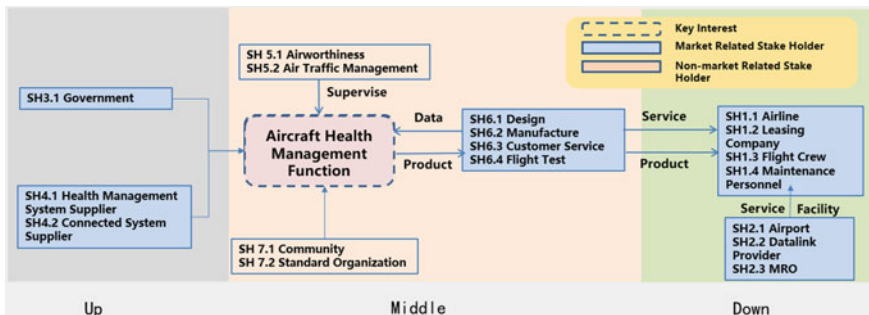 Key Interest
Market Related Stake Holder
Non-market Related Stake
Holder
SH 5.1 Airworthiness
SH5.2 Air Traffic Management
Supervise
SH3.1 Government
Aircraft Health
Management
Function
Data
Product
SH6.1 Design
SH6.2 Manufacture
SH6.3 Customer Service
SH6.4 Flight Test
Service
Product
SH1.1 Airline
SH1.2 Leasing
Company
SH1.3 Flight Crew
SH1.4 Maintenance
Personnel
SH4.1 Health Management
System Supplier
SH4.2 Connected System
Supplier
Service Facility
SH 7.1 Community
SH 7.2 Standard Organization
SH2.1 Airport
SH2.2 Datalink
Provider
SH2.3 MRO
Up
Middle
Down